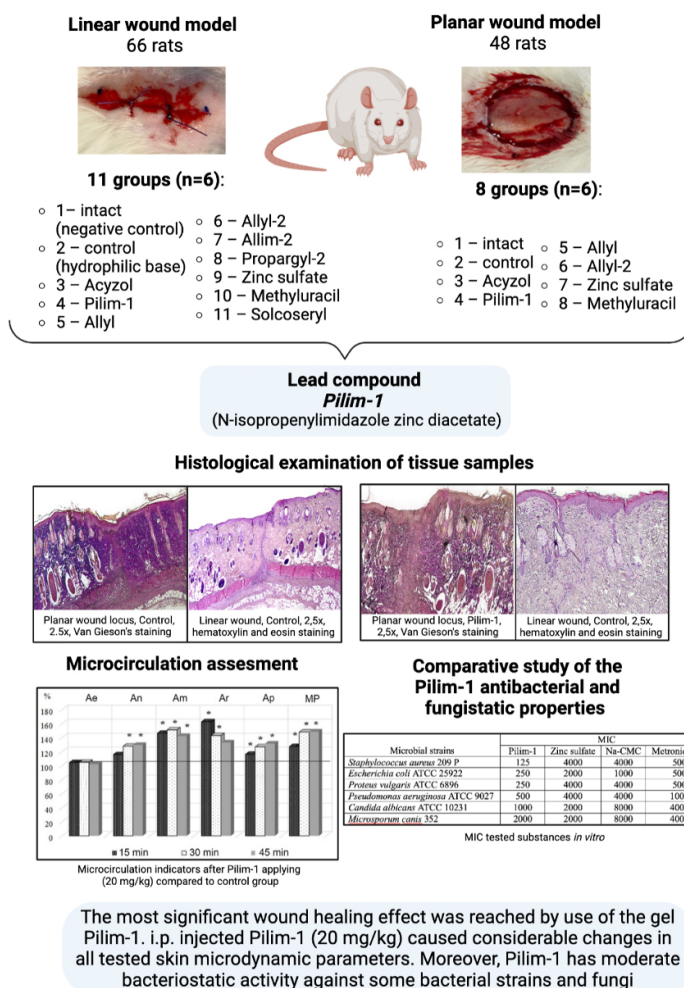 Linear wound model
66 rats
Planar wound model
48 rats
11 groups (n=6):
1– intact
(negative control)
2 – control
(hydrophilic base)
3 – Acyzol
4 – Pilim-1
5 – Allyl
6 – Allyl-2
7 – Allim-2
8 – Propargyl-2
9 – Zinc sulfate
10 – Methyluracil
11 – Solcoseryl
8 groups (n=6):
1 – intact
2 – control
3 – Acyzol
4 – Pilim-1
5 – Allyl
6 – Allyl-2
7 – Zinc sulfate
8 – Methyluracil
Lead compound
Pilim-1
(N-isopropenylimidazole zinc diacetate)
Histological examination of tissue samples
Planar wound locus, Control,
2.5x, Van Gieson's staining
Linear wound, Control, 2,5x,
hematoxylin and eosin staining
Planar wound locus, Pilim-1,
2,5x, Van Gieson's staining
Linear wound, Control, 2,5x,
hematoxylin and eosin staining
Microcirculation assesment
% Ae An Am Ar Ap MP
180
160
140
120
100
80
60
40
20
0
* * * * * * * * * * * * *
15 min 30 min 45 min
Microcirculation indicators after Pilim-1 applying
(20 mg/kg) compared to control group
Comparative study of the
Pilim-1 antibacterial and
fungistatic properties
Microbial strains MIC
Pilim-1 Zinc sulfate Na-CMC Metronic
Staphylococcus aureus 209 P 125 4000 4000 500
Escherichia coli ATCC 25922 250 2000 1000 500
Proteus vulgaris ATCC 6896 250 4000 4000 500
Pseudomonas aeruginosa ATCC 9027 500 4000 4000 100
Candida albicans ATCC 10231 1000 2000 8000 400
Microsporum canis 352 2000 2000 8000 400
MIC tested substances in vitro
The most significant wound healing effect was reached by use of the gel
Pilim-1. i.p. injected Pilim-1 (20 mg/kg) caused considerable changes in
all tested skin microdynamic parameters. Moreover, Pilim-1 has moderate
bacteriostatic activity against some bacterial strains and fungi